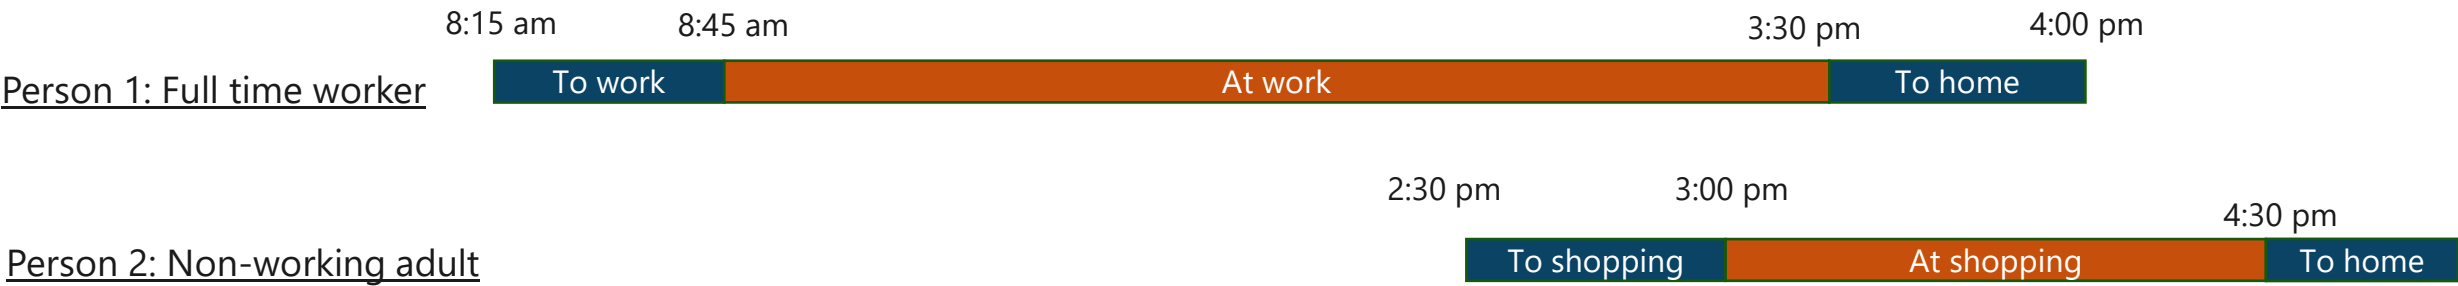 8:15 am 8:45 am 3:30 pm 4:00 pm
Person 1: Full time worker To work At work To home
2:30 pm 3:00 pm
4:30 pm
Person 2: Non-working adult To shopping At shopping To home